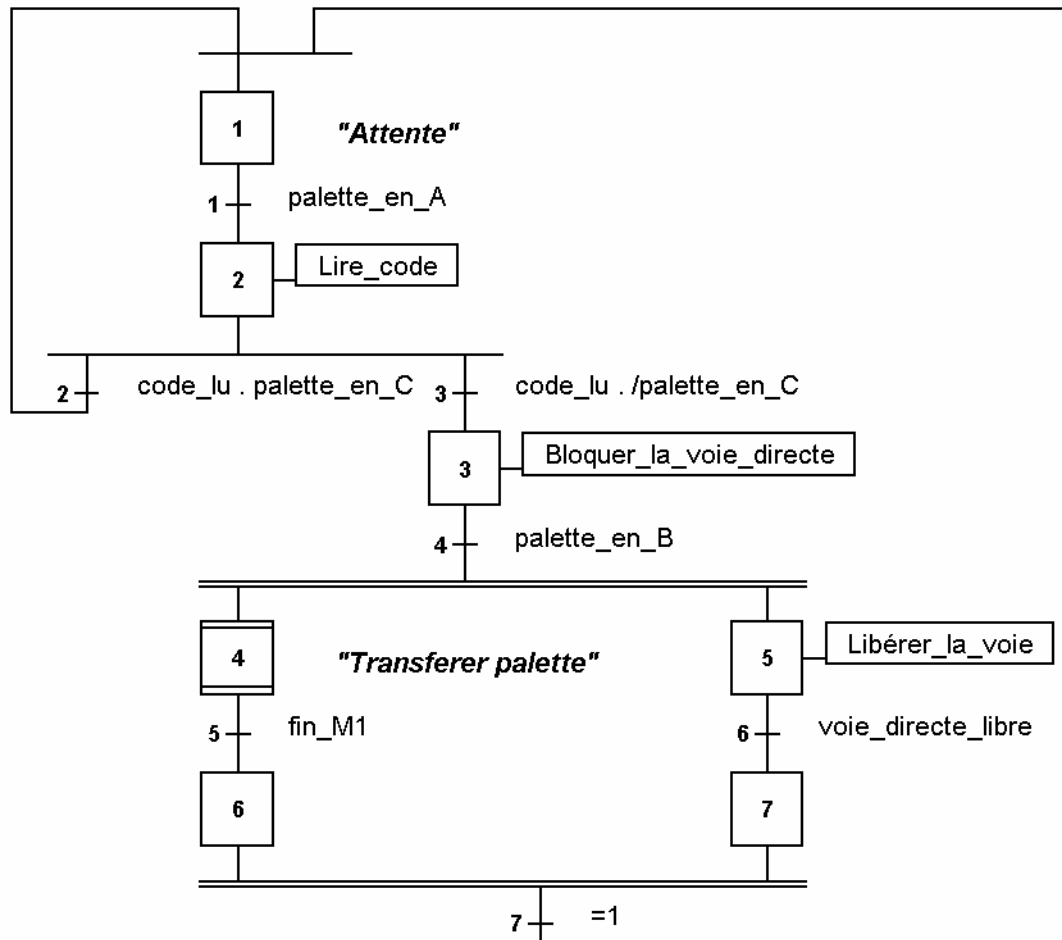 1
"Attente"
1 palette_en_A
2 Lire_code
2 code_lu . palette_en_C
3 code_lu . /palette_en_C
3 Bloquer_la_voie_directe
4 palette_en_B
4 "Transferer palette"
5 Libérer_la_voie
5 fin_M1
6 voie_directe_libre
6
7
7 =1